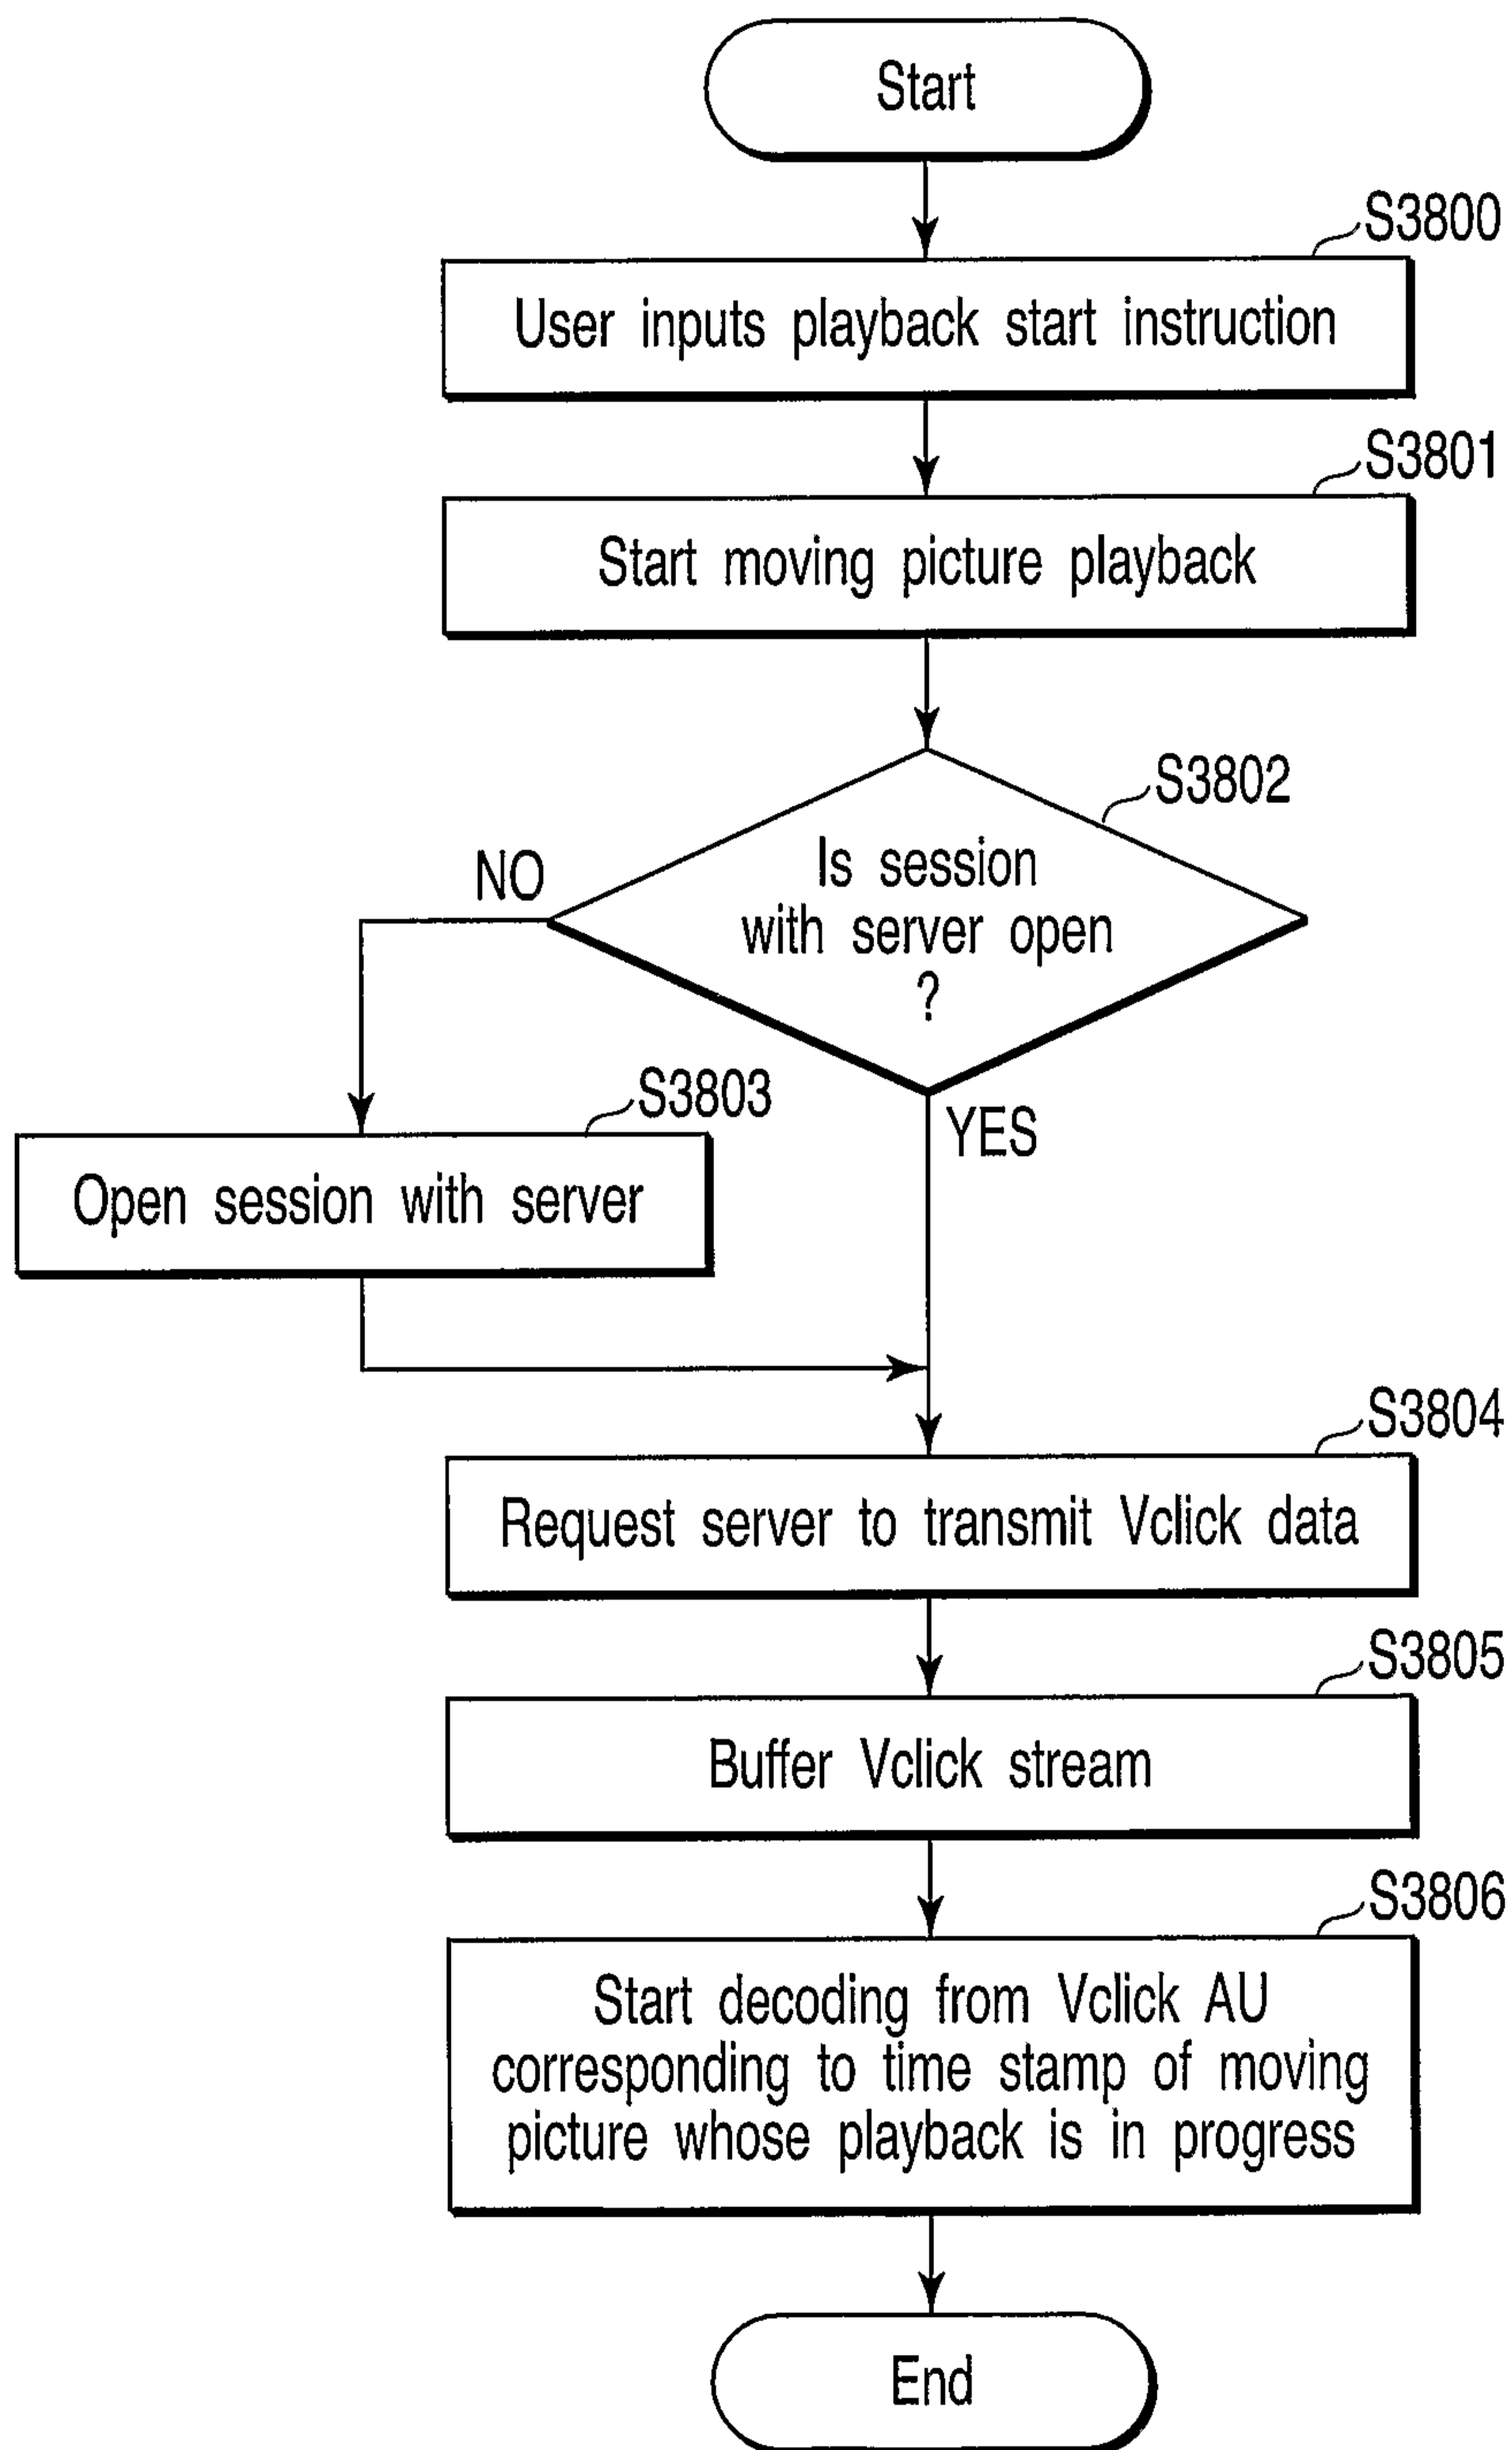 Start
S3800
User inputs playback start instruction
S3801
Start moving picture playback
S3802
Is session
with server open
?
NO
YES
S3803
Open session with server
S3804
Request server to transmit Vclick data
S3805
Buffer Vclick stream
S3806
Start decoding from Vclick AU
corresponding to time stamp of moving
picture whose playback is in progress
End